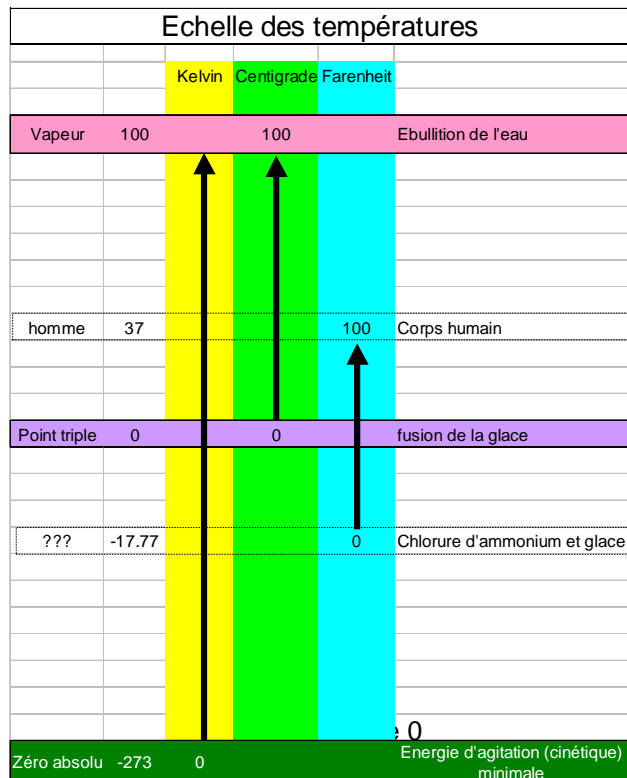 Echelle des températures
Kelvin Centigrade Farenheit
Vapeur 100 100 Ebullition de l'eau
homme 37 100 Corps humain
Point triple 0 0 fusion de la glace
??? -17.77 0 Chlorure d'ammonium et glace
0
Zéro absolu -273 0 Energie d'agitation (cinétique)
minimale